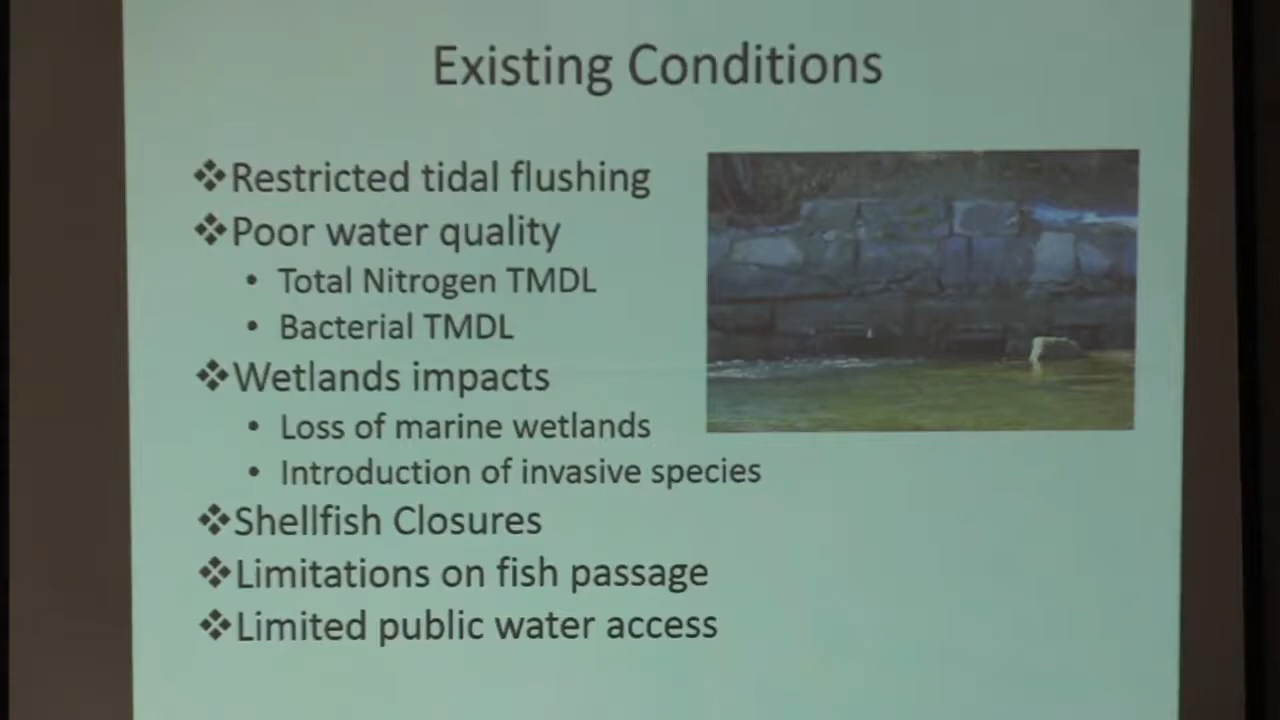 Existing Conditions
❖Restricted tidal flushing
❖Poor water quality
• Total Nitrogen TMDL
• Bacterial TMDL
❖Wetlands impacts
• Loss of marine wetlands
• Introduction of invasive species
❖Shellfish Closures
❖Limitations on fish passage
❖Limited public water access